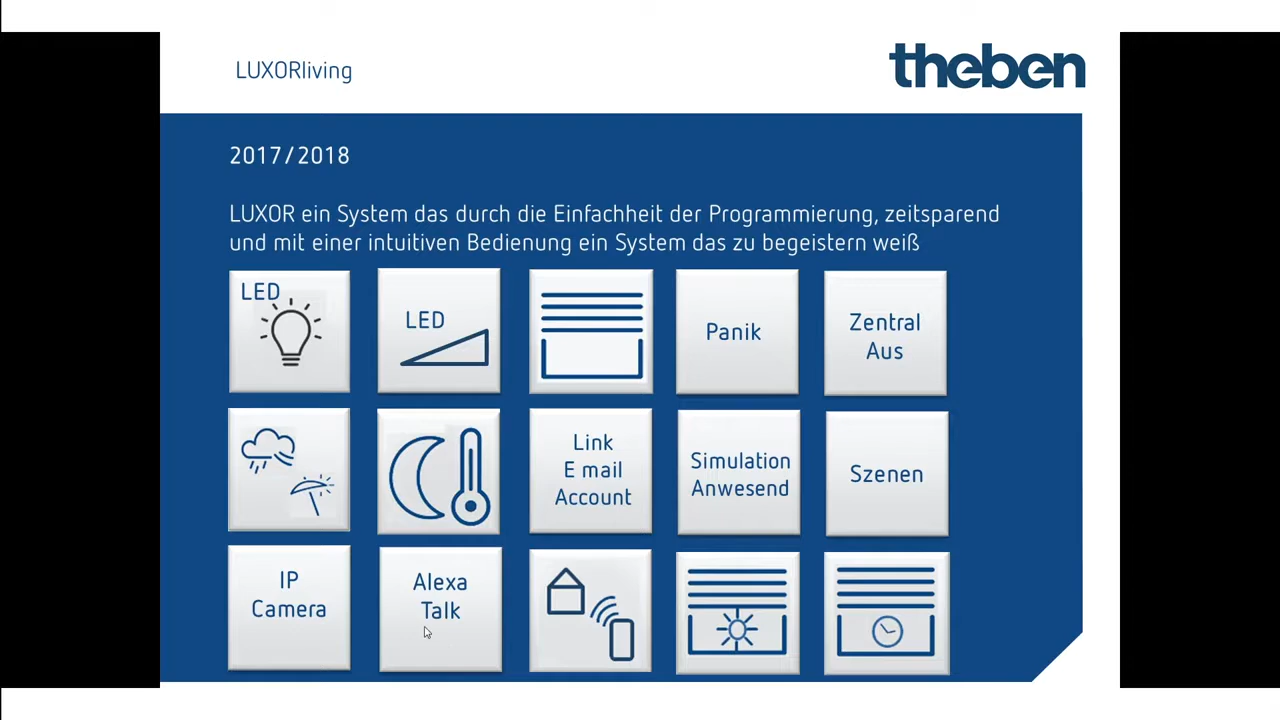 LUXORliving
theben
2017/2018
LUXOR ein System das durch die Einfachheit der Programmierung, zeitsparend
und mit einer intuitiven Bedienung ein System das zu begeistern weiß
LED
LED
Panik
Zentral
Aus
Link
E mail
Account
Simulation
Anwesend
Szenen
IP
Camera
Alexa
Talk